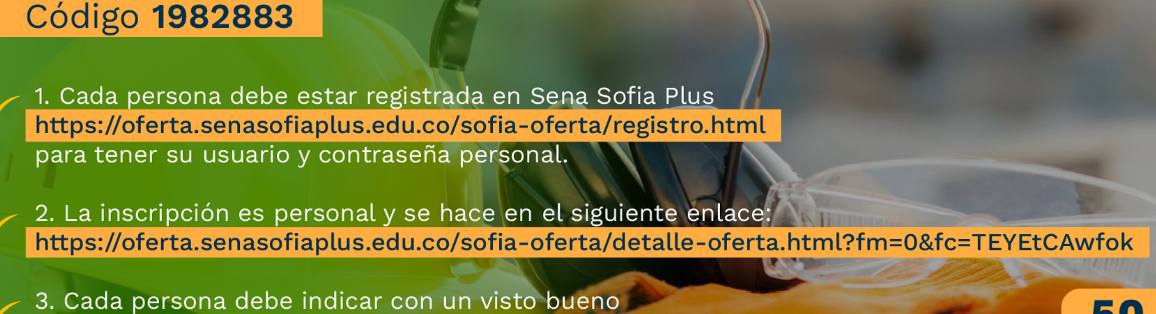 Código 1982883
1. Cada persona debe estar registrada en Sena Sofia Plus
https://oferta.senasofiaplus.edu.co/sofia-oferta/registro.html
para tener su usuario y contraseña personal.
2. La inscripción es personal y se hace en el siguiente enlace:
https://oferta.senasofiaplus.edu.co/sofia-oferta/detalle-oferta.html?fm=0&fc=TEYEtCAwfok
3. Cada persona debe indicar con un visto bueno